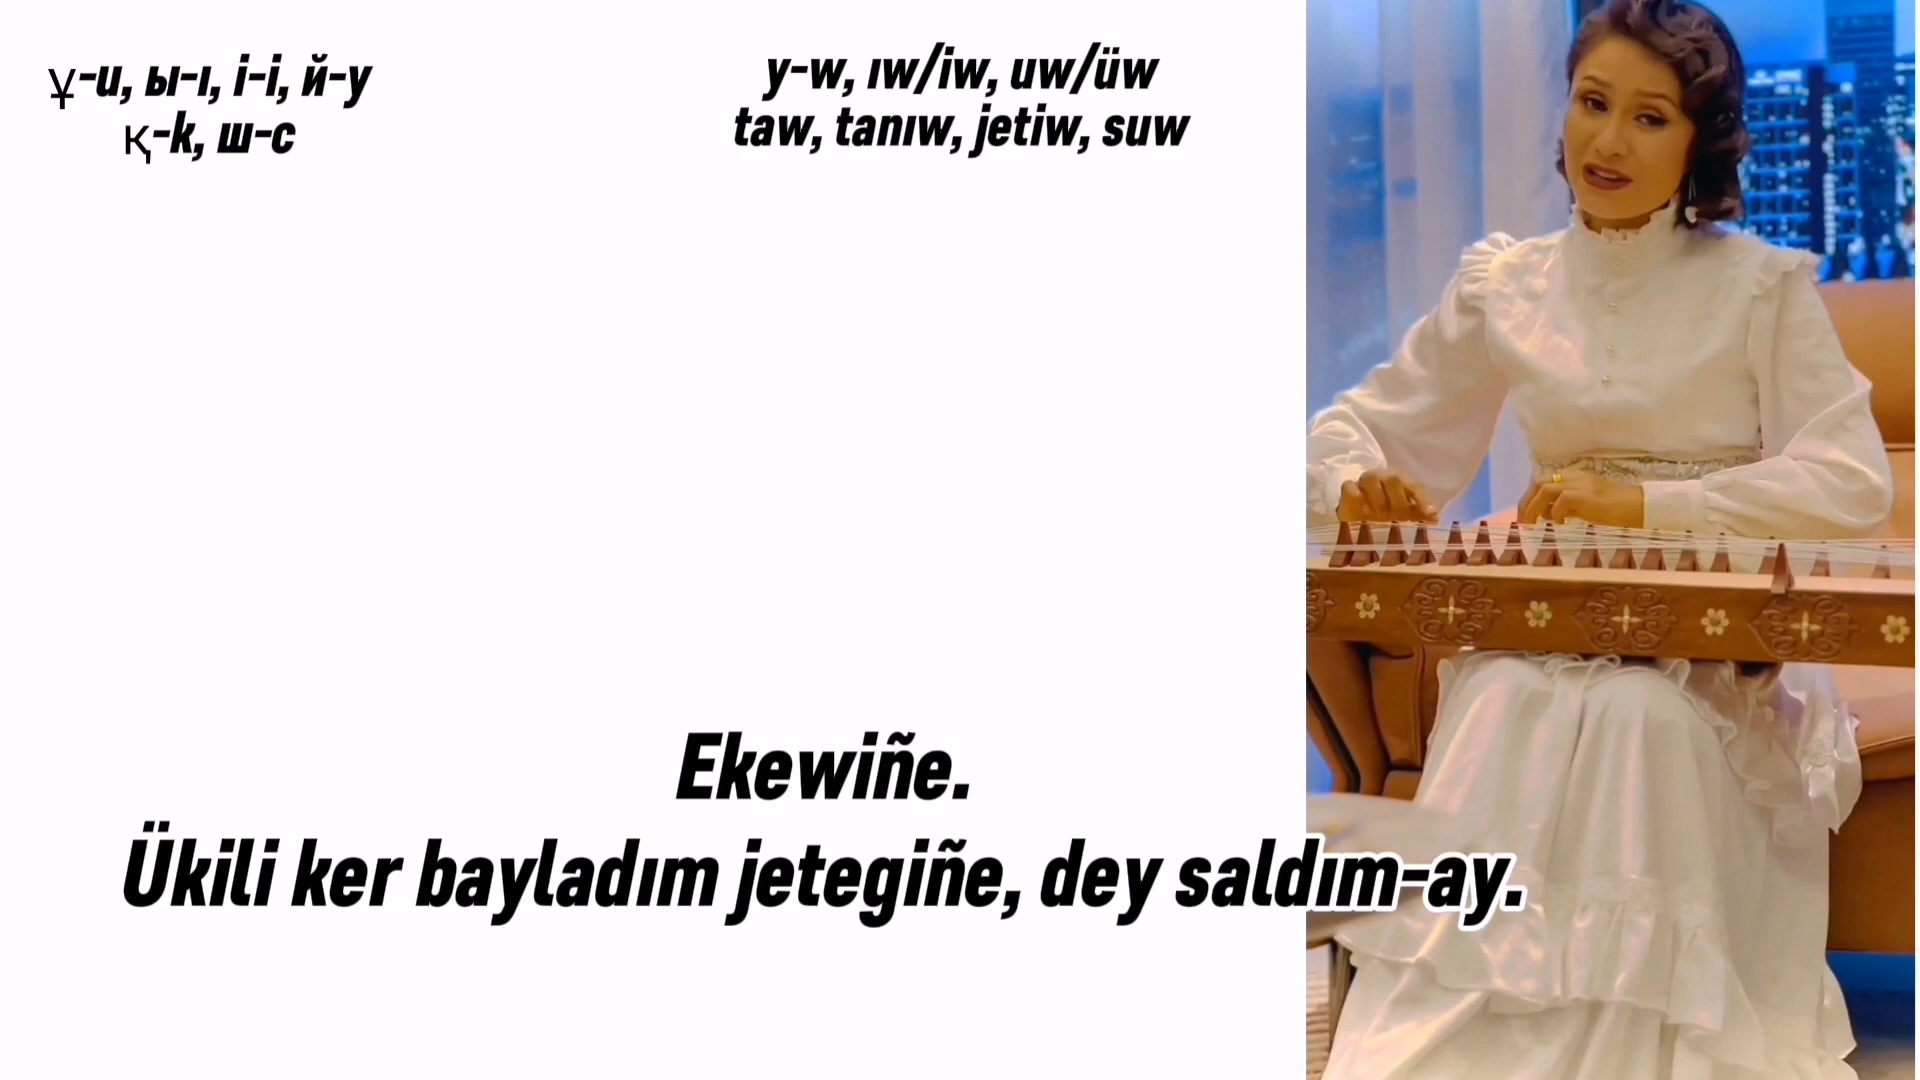 ұ-u, ы-ı, і-i, й-y
қ-k, ш-c
у-w, ıw/iw, uw/üw
taw, tanıw, jetiw, suw
Ekewiñe.
Ükili ker bayladım jetegiñe, dey saldım-ay.